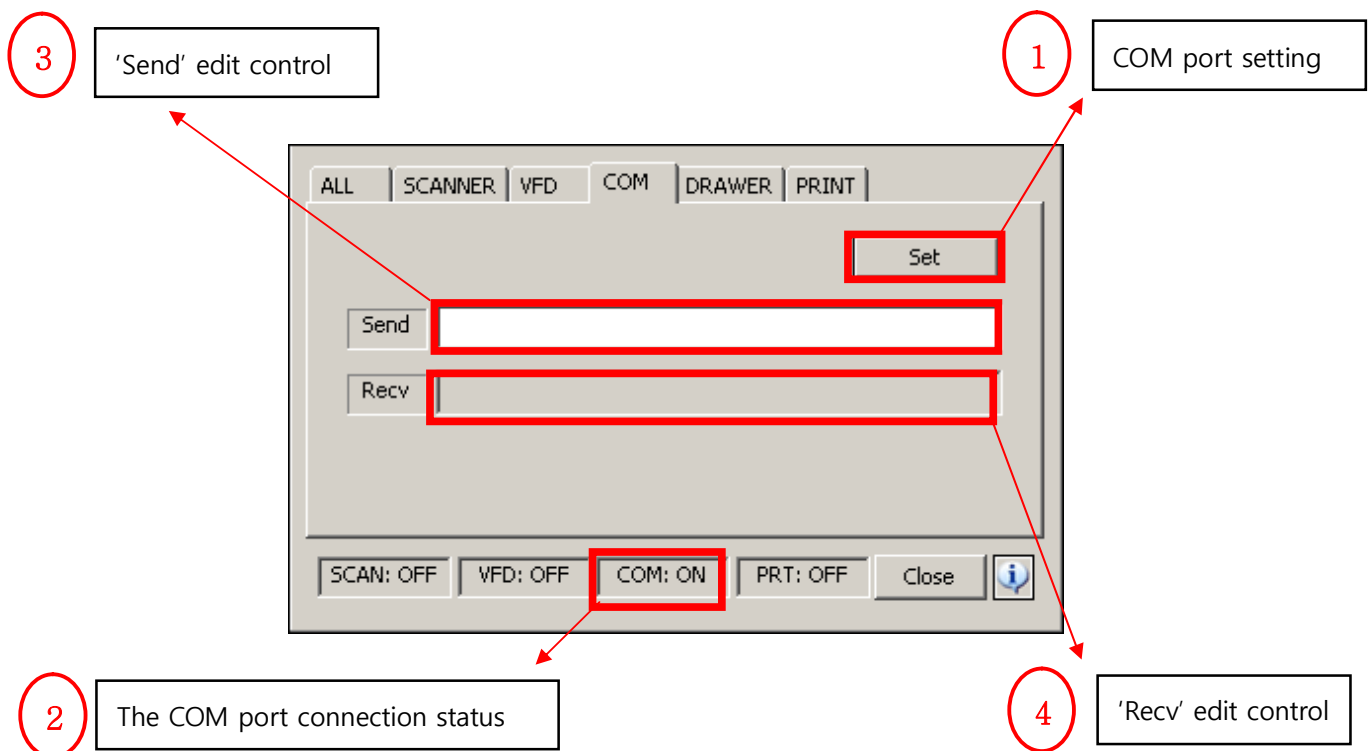 3
'Send' edit control
1
COM port setting
ALL SCANNER VFD COM DRAWER PRINT
Set
Send
Recv
SCAN: OFF VFD: OFF COM: ON PRT: OFF Close
2
The COM port connection status
4
'Recv' edit control